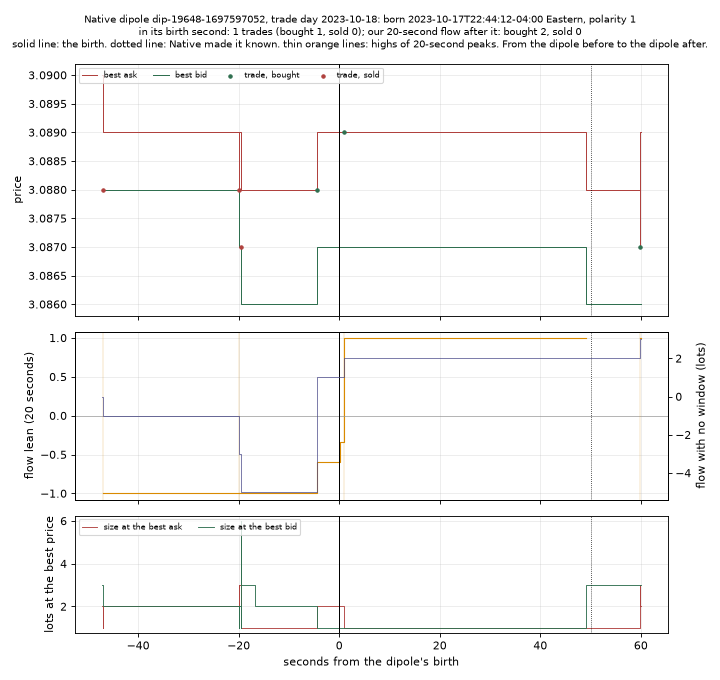 Native dipole dip-19648-1697597052, trade day 2023-10-18: born 2023-10-17T22:44:12-04:00 Eastern, polarity 1
in its birth second: 1 trades (bought 1, sold 0); our 20-second flow after it: bought 2, sold 0
solid line: the birth. dotted line: Native made it known. thin orange lines: highs of 20-second peaks. From the dipole before to the dipole after.
best ask best bid trade, bought trade, sold
3.0900
3.0895
3.0890
3.0885
3.0880
3.0875
3.0870
3.0865
3.0860
price
1.0
0.5
0.0
−0.5
−1.0
flow lean (20 seconds)
2
0
−2
−4
flow with no window (lots)
size at the best ask size at the best bid
6
4
2
lots at the best price
−40 −20 0 20 40 60
seconds from the dipole's birth